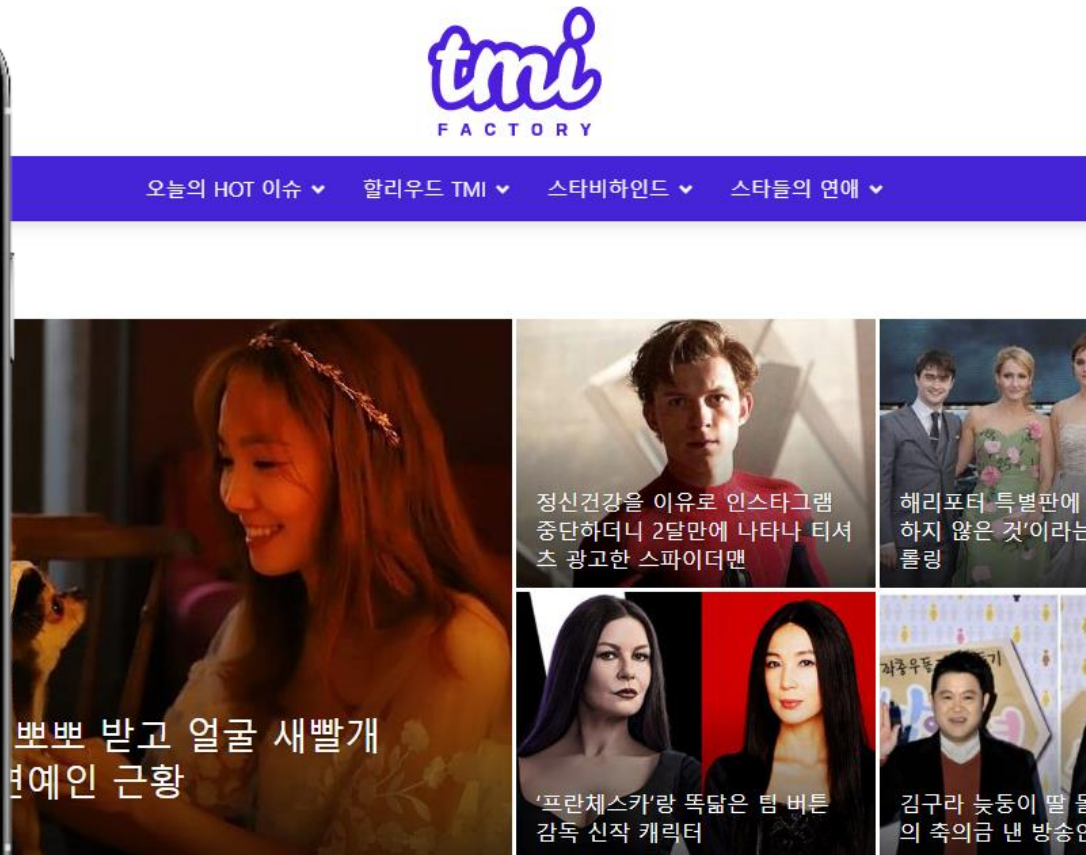 tmi
FACTORY
오늘의 HOT 이슈
할리우드 TMI
스타비하인드
스타들의 연애
뽀뽀 받고 얼굴 새빨개
연예인 근황
정신건강을 이유로 인스타그램
중단하더니 2달만에 나타나 티셔
츠 광고한 스파이더맨
해리포터 특별판에
하지 않은 것'이라는
롤링
'프란체스카'랑 똑닮은 팀 버튼
감독 신작 캐릭터
김구라 늦둥이 딸 돌
의 축의금 낸 방송인